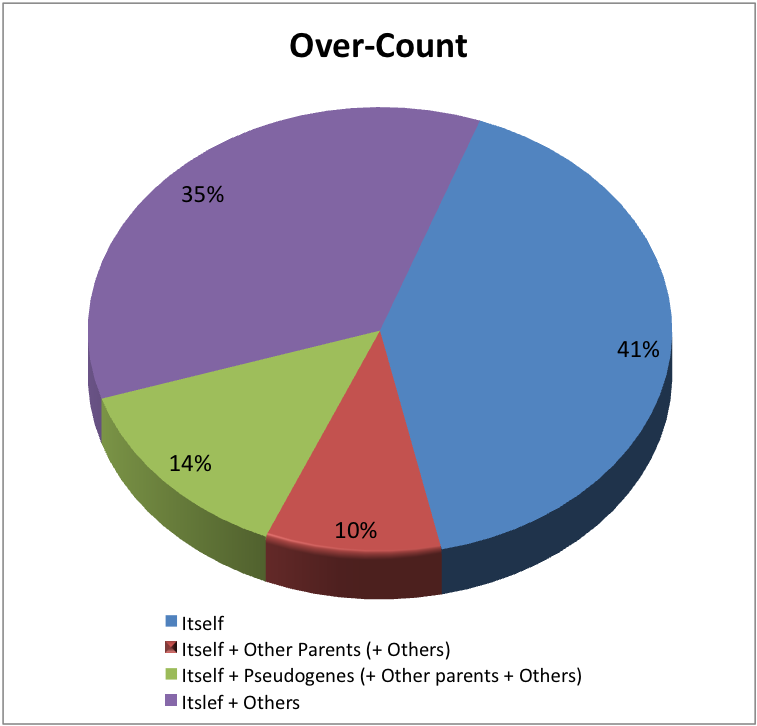 Over-Count
35%
41%
14%
10%
Itself
Itself + Other Parents (+ Others)
Itself + Pseudogenes (+ Other parents + Others)
Itslef + Others